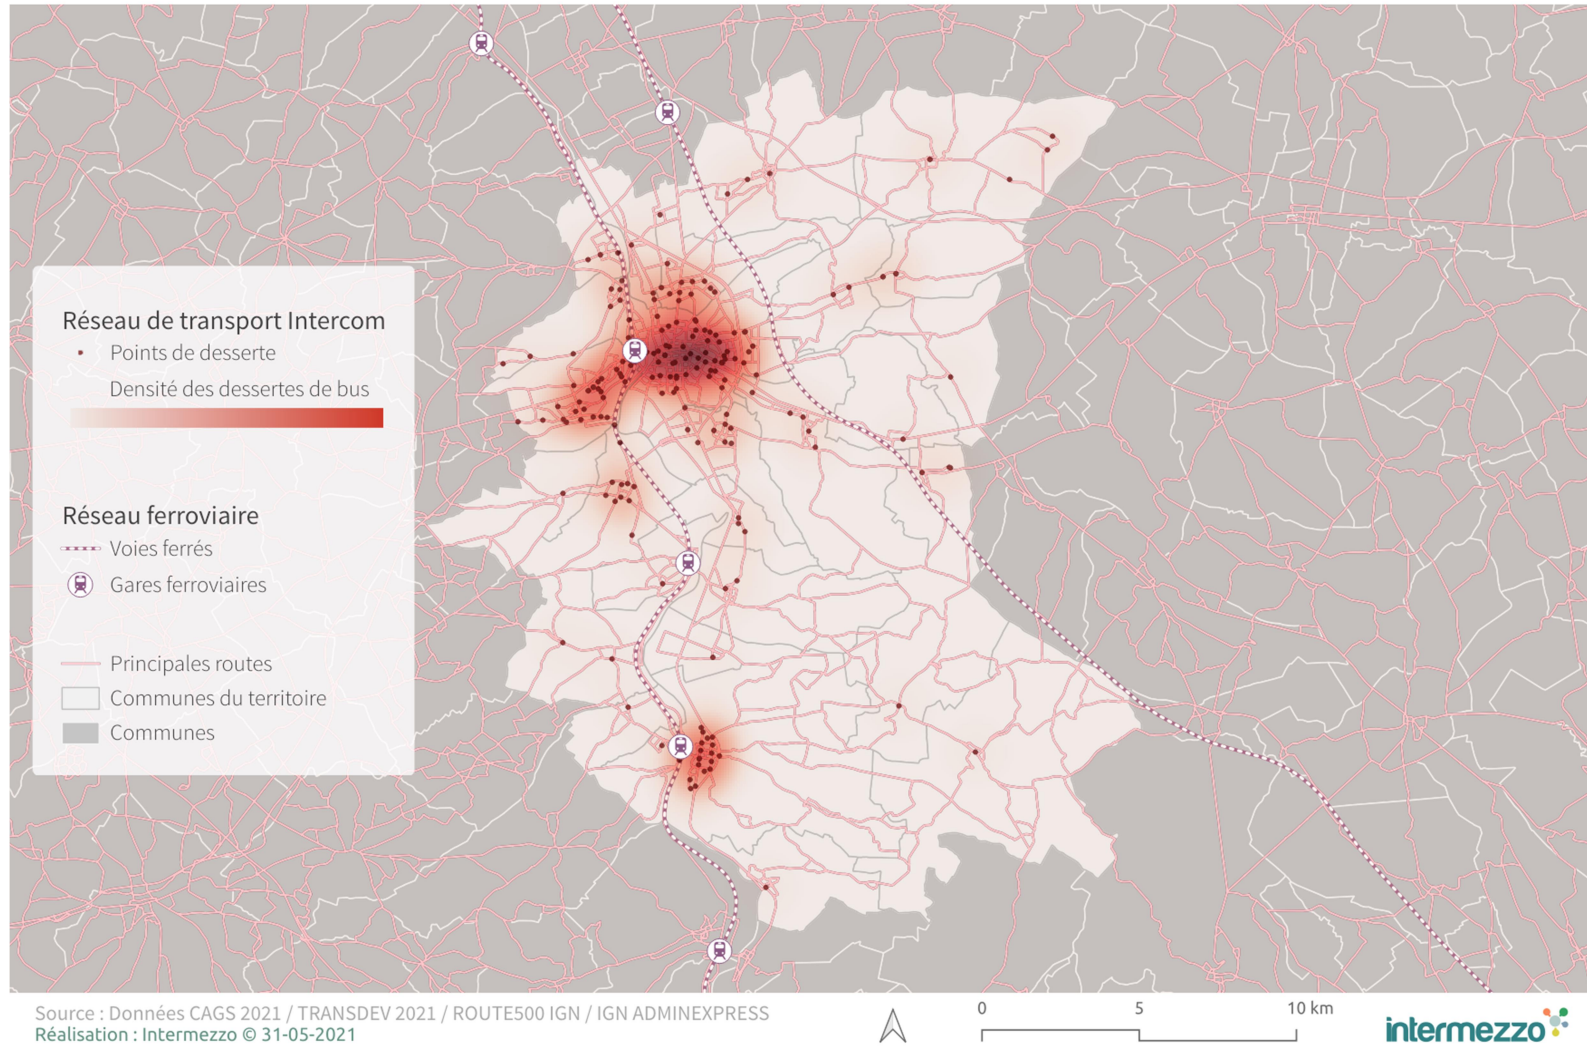 Réseau de transport Intercom
Points de desserte
Densité des dessertes de bus
Réseau ferroviaire
Voies ferrés
Gares ferroviaires
Principales routes
Communes du territoire
Communes
Source : Données CAGS 2021 / TRANSDEV 2021 / ROUTE500 IGN / IGN ADMINEXPRESS
Réalisation : Intermezzo © 31-05-2021
0 5 10 km
intermezzo